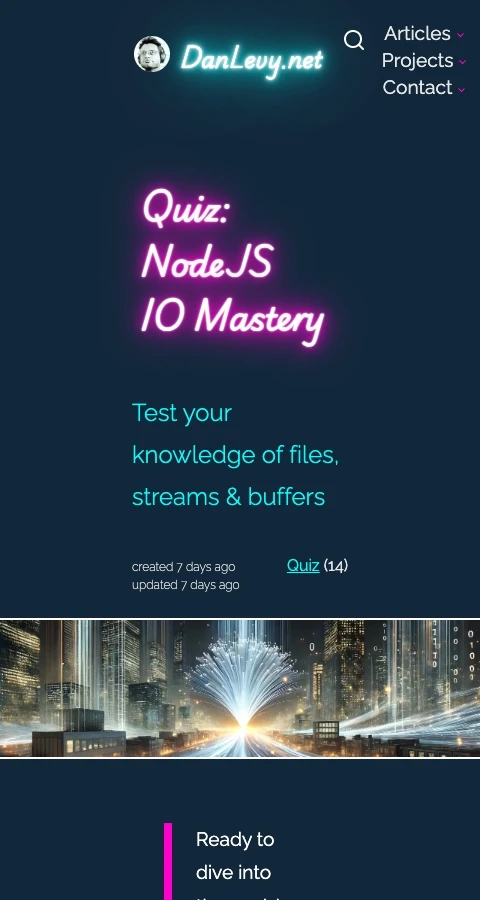 DanLevy.net
Articles
Projects
Contact
Quiz:
NodeJS
IO Mastery
Test your
knowledge of files,
streams & buffers
created 7 days ago
updated 7 days ago
Quiz (14)
Ready to
dive into